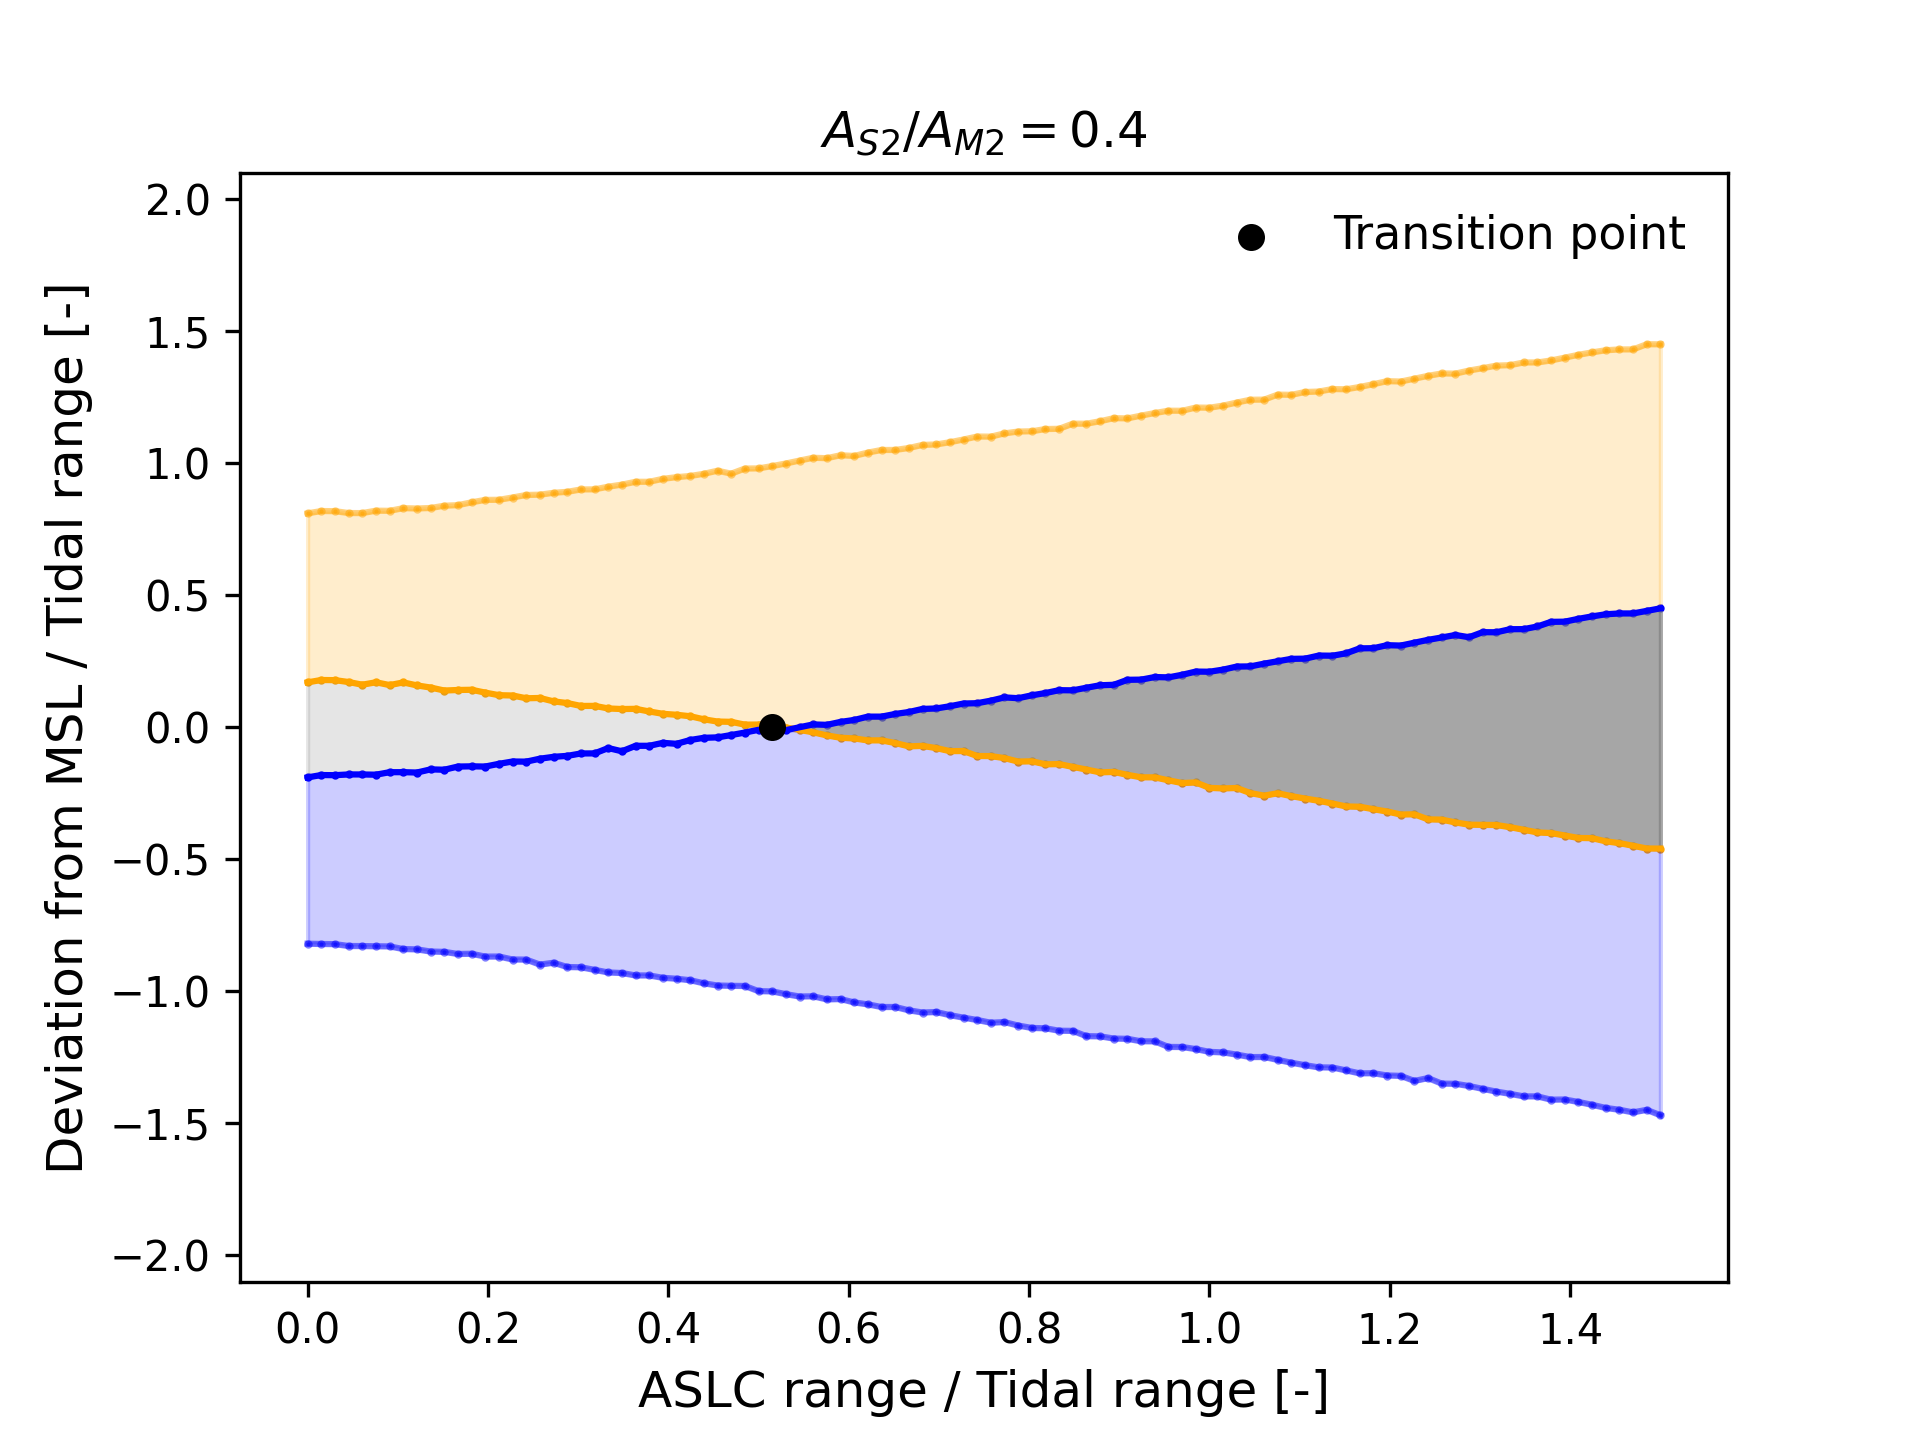 A_{S2}/A_{M2} = 0.4
Transition point
Deviation from MSL / Tidal range [-]
2.0
1.5
1.0
0.5
0.0
−0.5
−1.0
−1.5
−2.0
0.0 0.2 0.4 0.6 0.8 1.0 1.2 1.4
ASLC range / Tidal range [-]